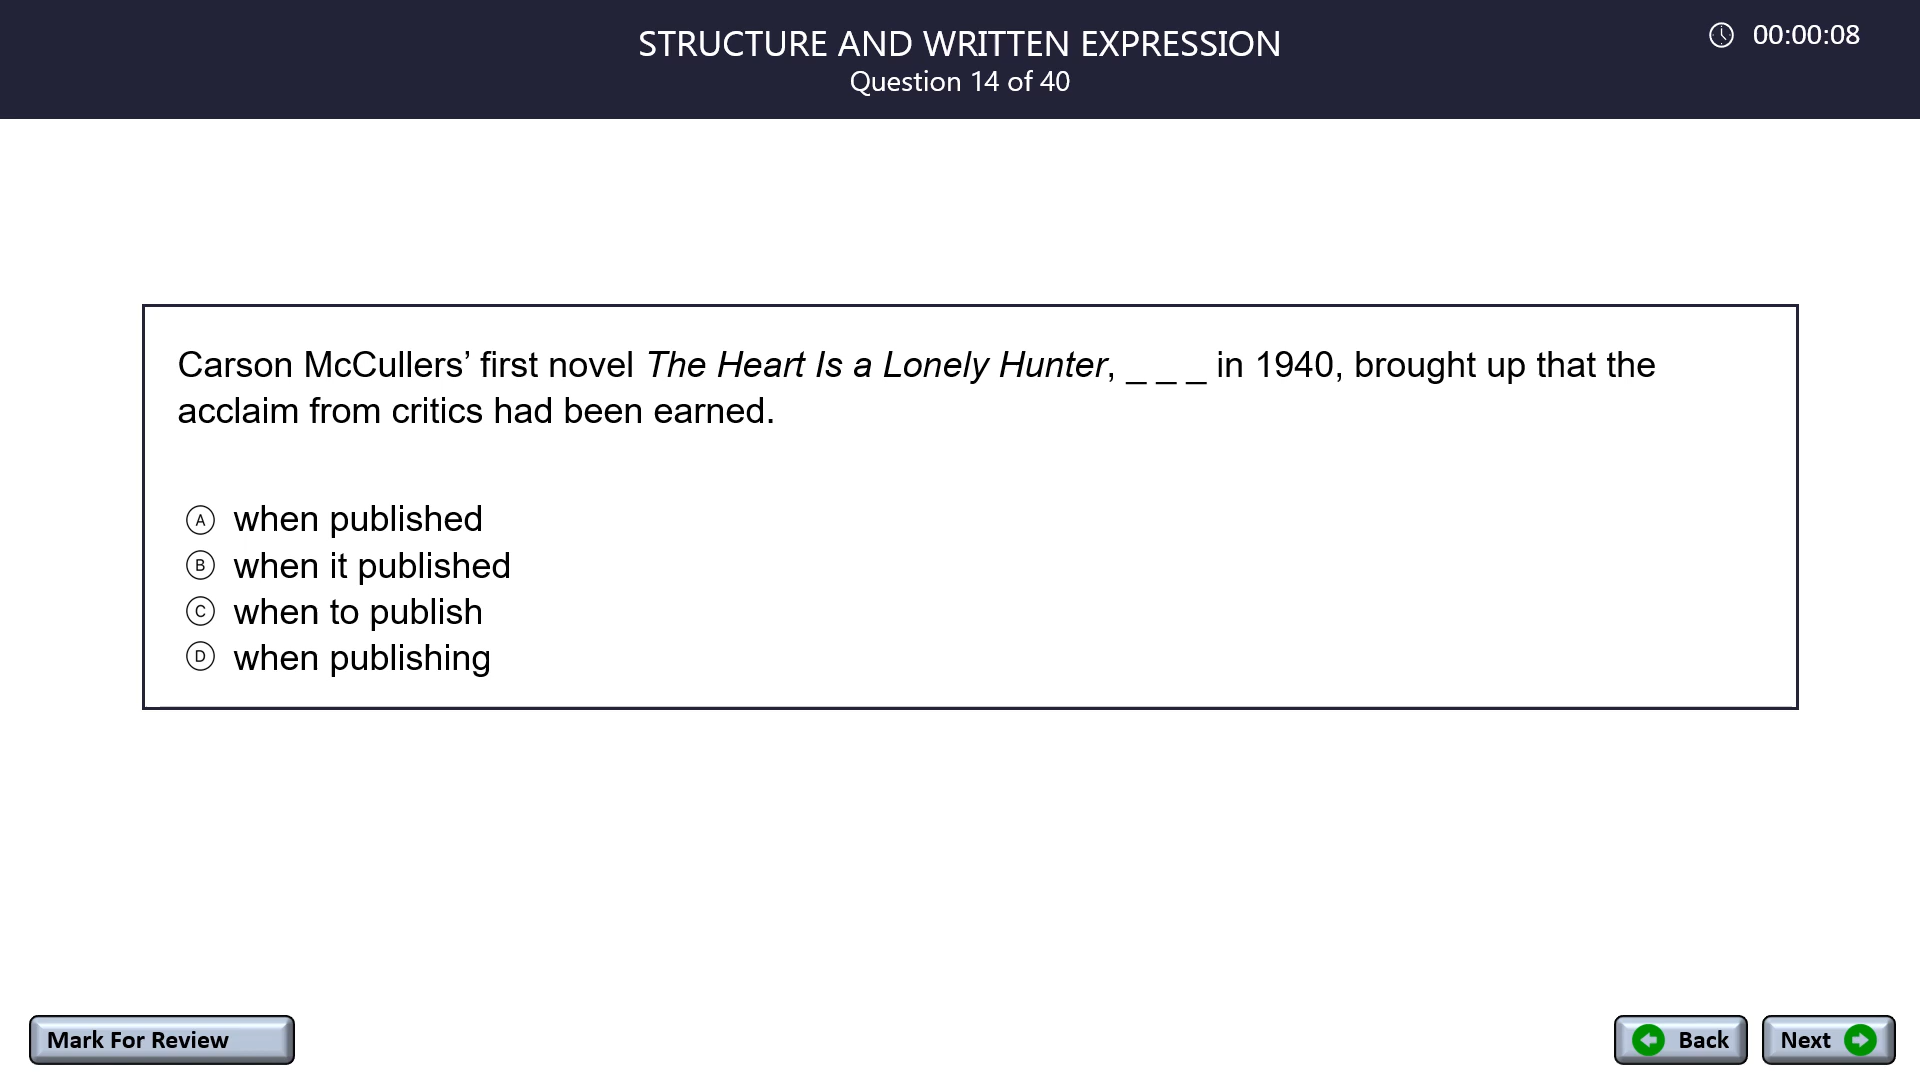 STRUCTURE AND WRITTEN EXPRESSION
00:00:08
Question 14 of 40
Carson McCullers’ first novel The Heart Is a Lonely Hunter, _ _ _ in 1940, brought up that the
acclaim from critics had been earned.
A when published
B when it published
C when to publish
D when publishing
Mark For Review
Back
Next